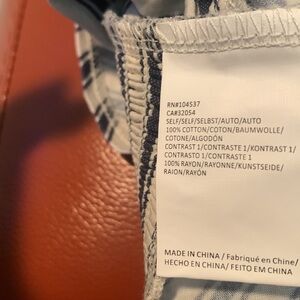 RN#104537
CA#32054
SELF/SELF/SELBST/AUTO/AUTO
100% COTTON/COTON/BAUMWOLLE/
COTONE/ALGODÓN
CONTRAST 1/CONTRASTE 1/KONTRAST 1/
CONTRASTO 1/CONTRASTE 1
100% RAYON/RAYONNE/KUNSTSEIDE/
RAION/RAYÓN
MADE IN CHINA / Fabriqué en Chine/
HECHO EN CHINA/ FEITO EM CHINA